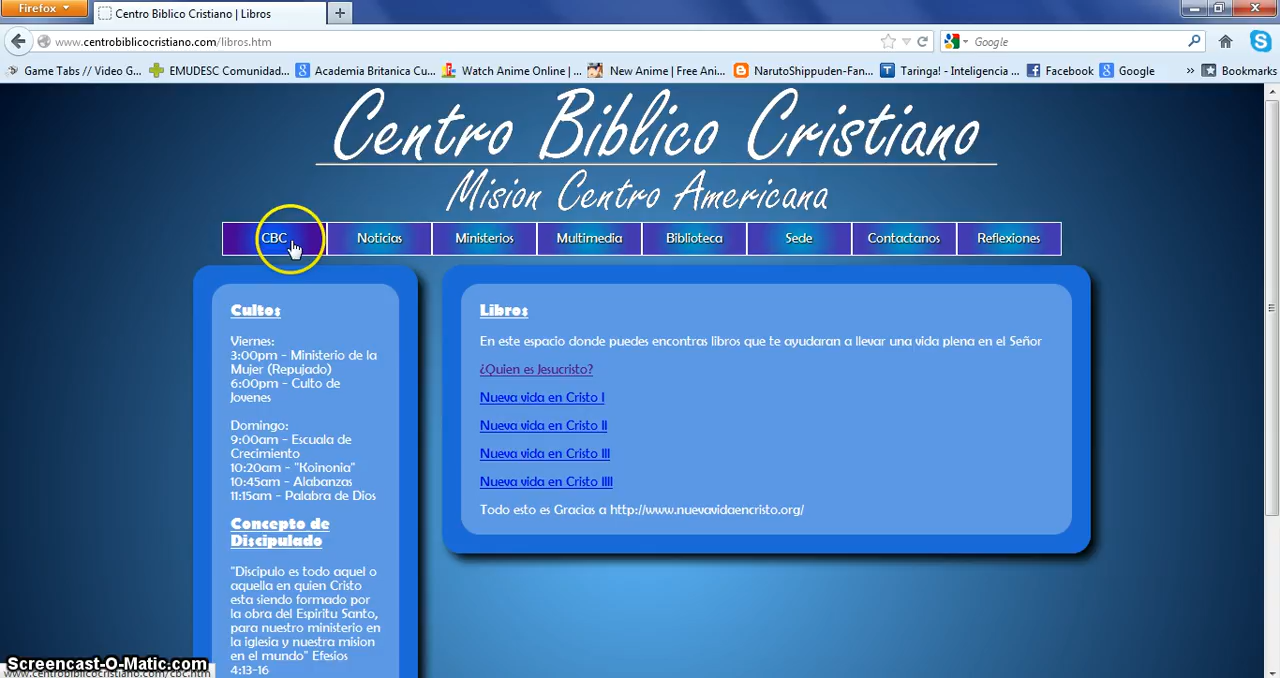 Firefox
Centro Biblico Cristiano | Libros
www.centrobiblicocristiano.com/libros.htm
Google
Game Tabs // Video G...
EMUDESC Comunidad...
Academia Britanica Cu...
Watch Anime Online | ...
New Anime | Free Ani...
NarutoShippuden-Fan...
Taringa! - Inteligencia ...
Facebook
Google
»
Bookmarks
Centro Biblico Cristiano
Mision Centro Americana
CBC
Noticias
Ministerios
Multimedia
Biblioteca
Sede
Contactanos
Reflexiones
Cultos
Viernes:
3:00pm - Ministerio de la
Mujer (Repujado)
6:00pm - Culto de
Jovenes
Domingo:
9:00am - Escuala de
Crecimiento
10:20am - "Koinonia"
10:45am - Alabanzas
11:15am - Palabra de Dios
Concepto de
Discipulado
"Discipulo es todo aquel o
aquella en quien Cristo
esta siendo formado por
la obra del Espiritu Santo,
para nuestro ministerio en
la iglesia y nuestra mision
en el mundo" Efesios
4:13-16
Libros
En este espacio donde puedes encontras libros que te ayudaran a llevar una vida plena en el Señor
¿Quien es Jesucristo?
Nueva vida en Cristo I
Nueva vida en Cristo II
Nueva vida en Cristo III
Nueva vida en Cristo IIII
Todo esto es Gracias a http://www.nuevavidaencristo.org/
Screencast-O-Matic.com
www.centrobiblicocristiano.com/cbc.htm